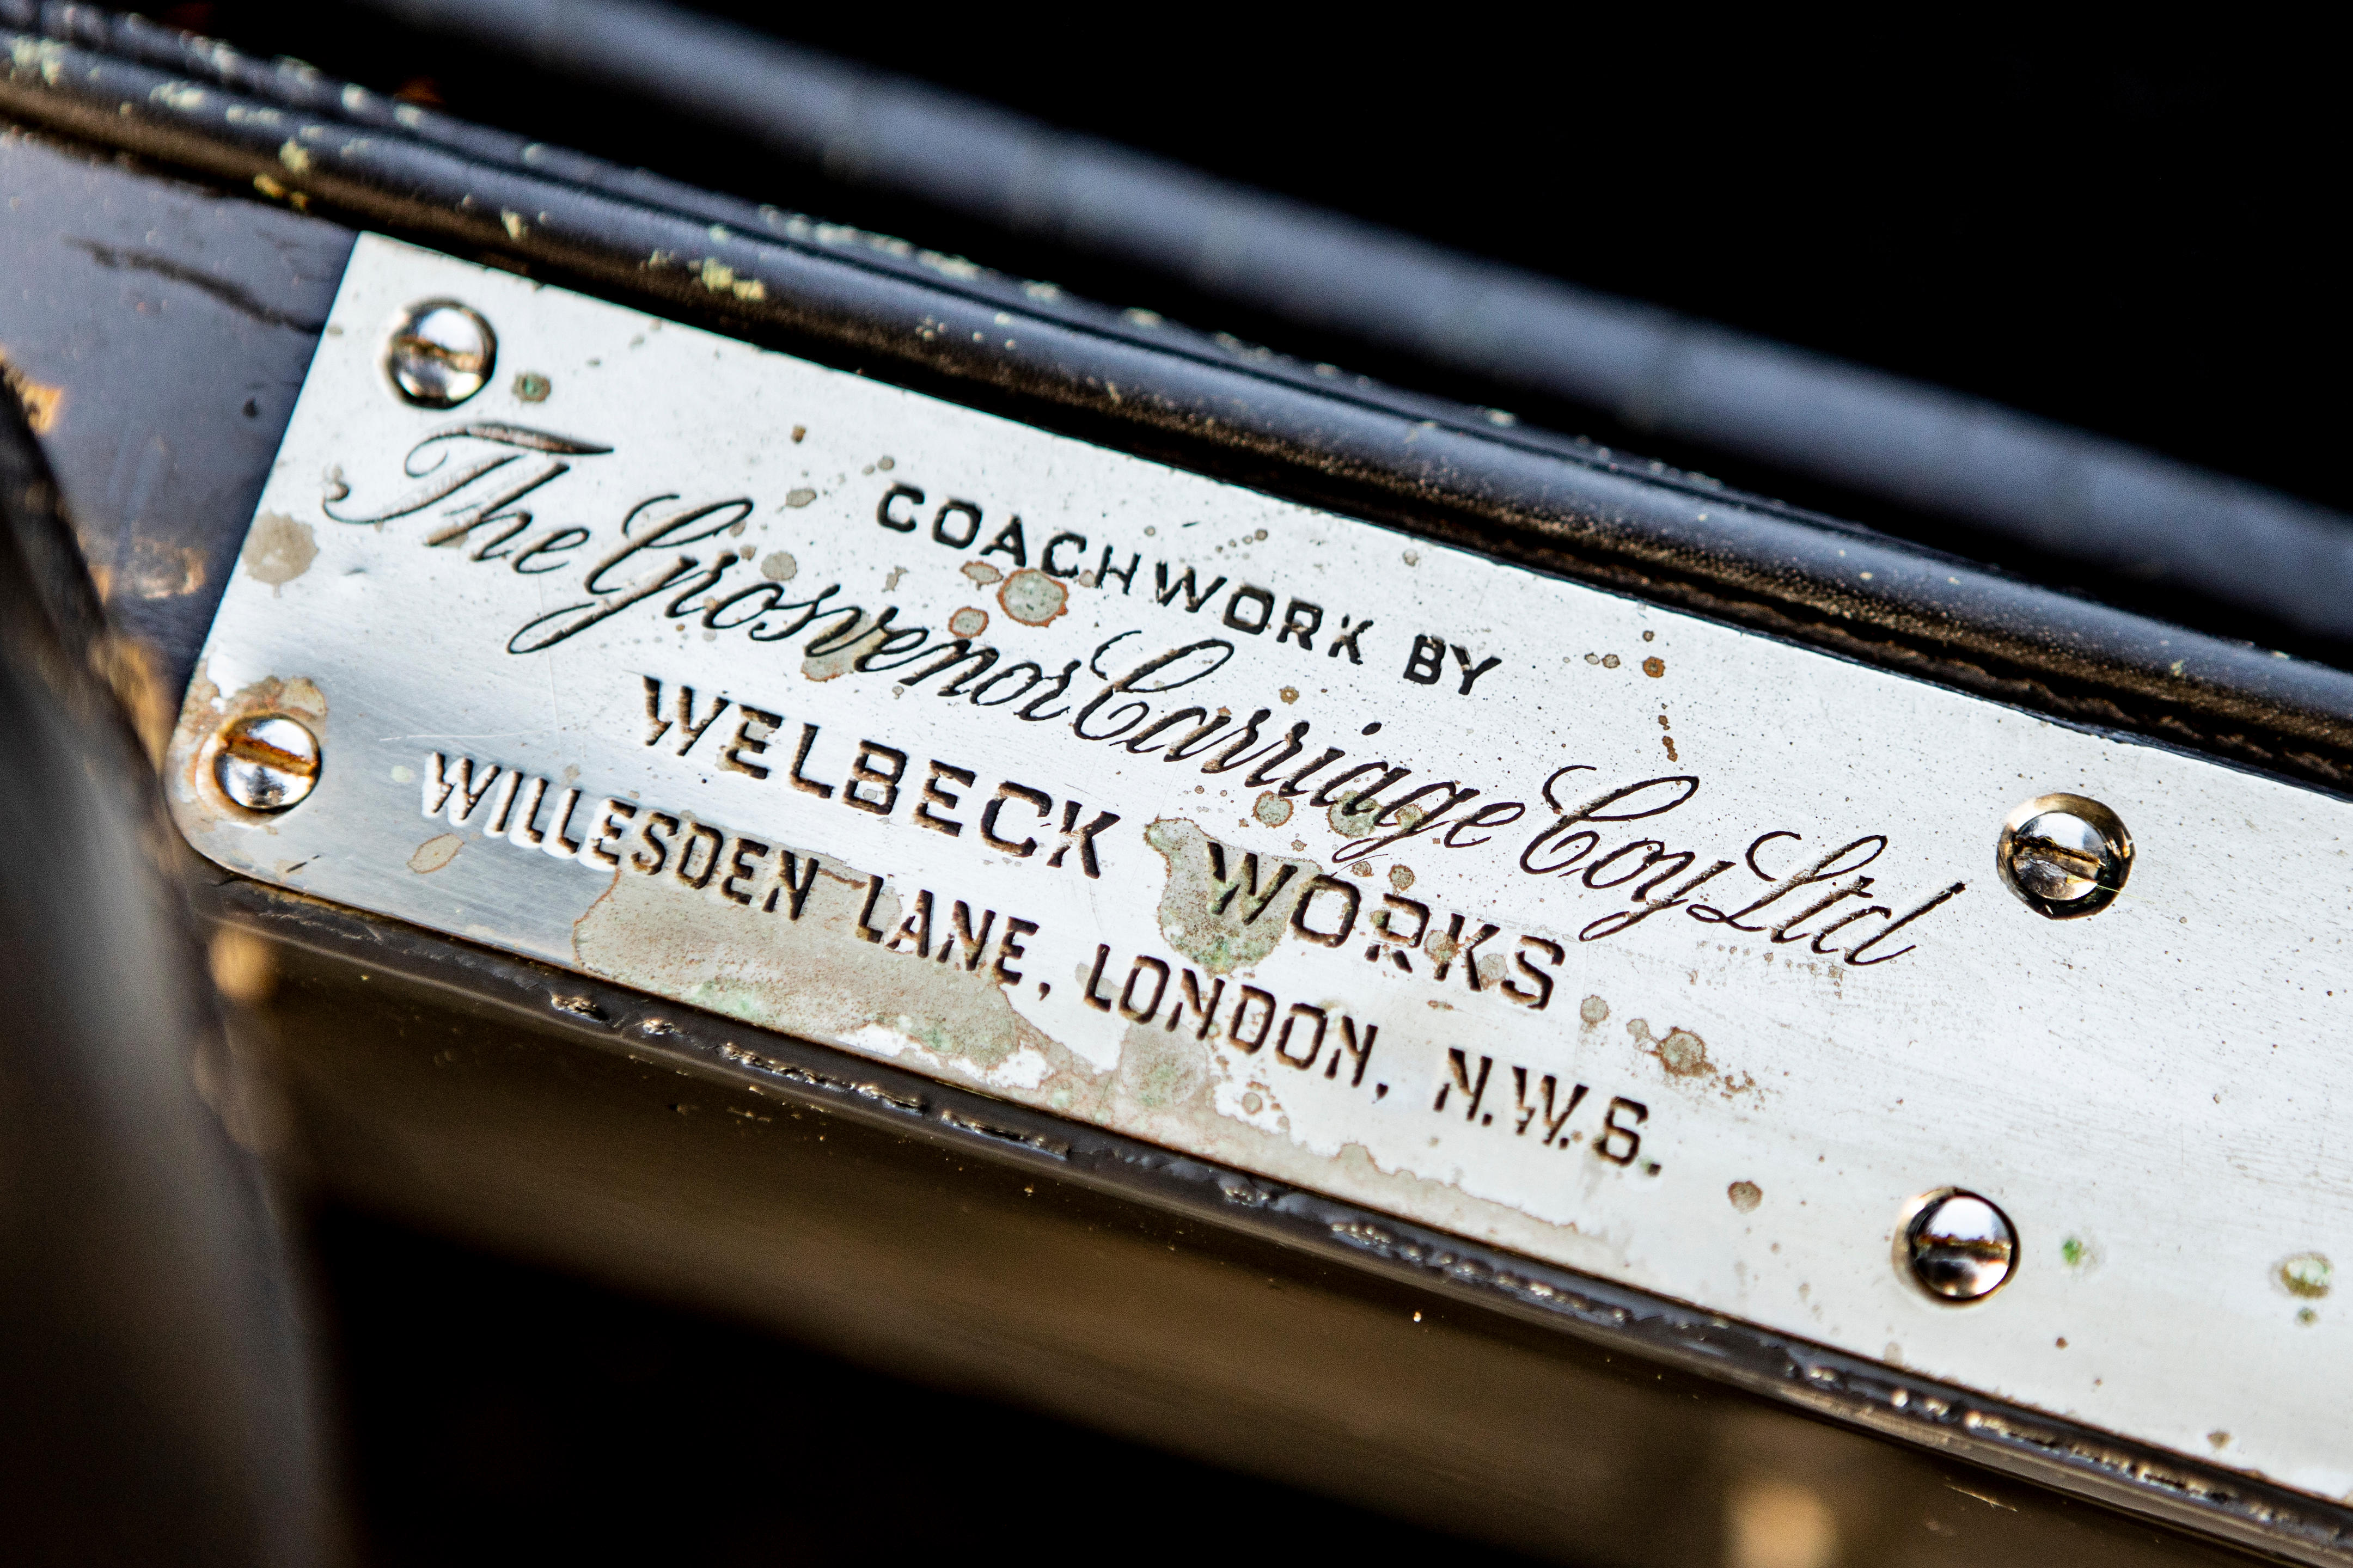 COACHWORK BY
The Grosvenor Carriage Coy Ltd
WELBECK WORKS
WILLESDEN LANE, LONDON, N.W.6.